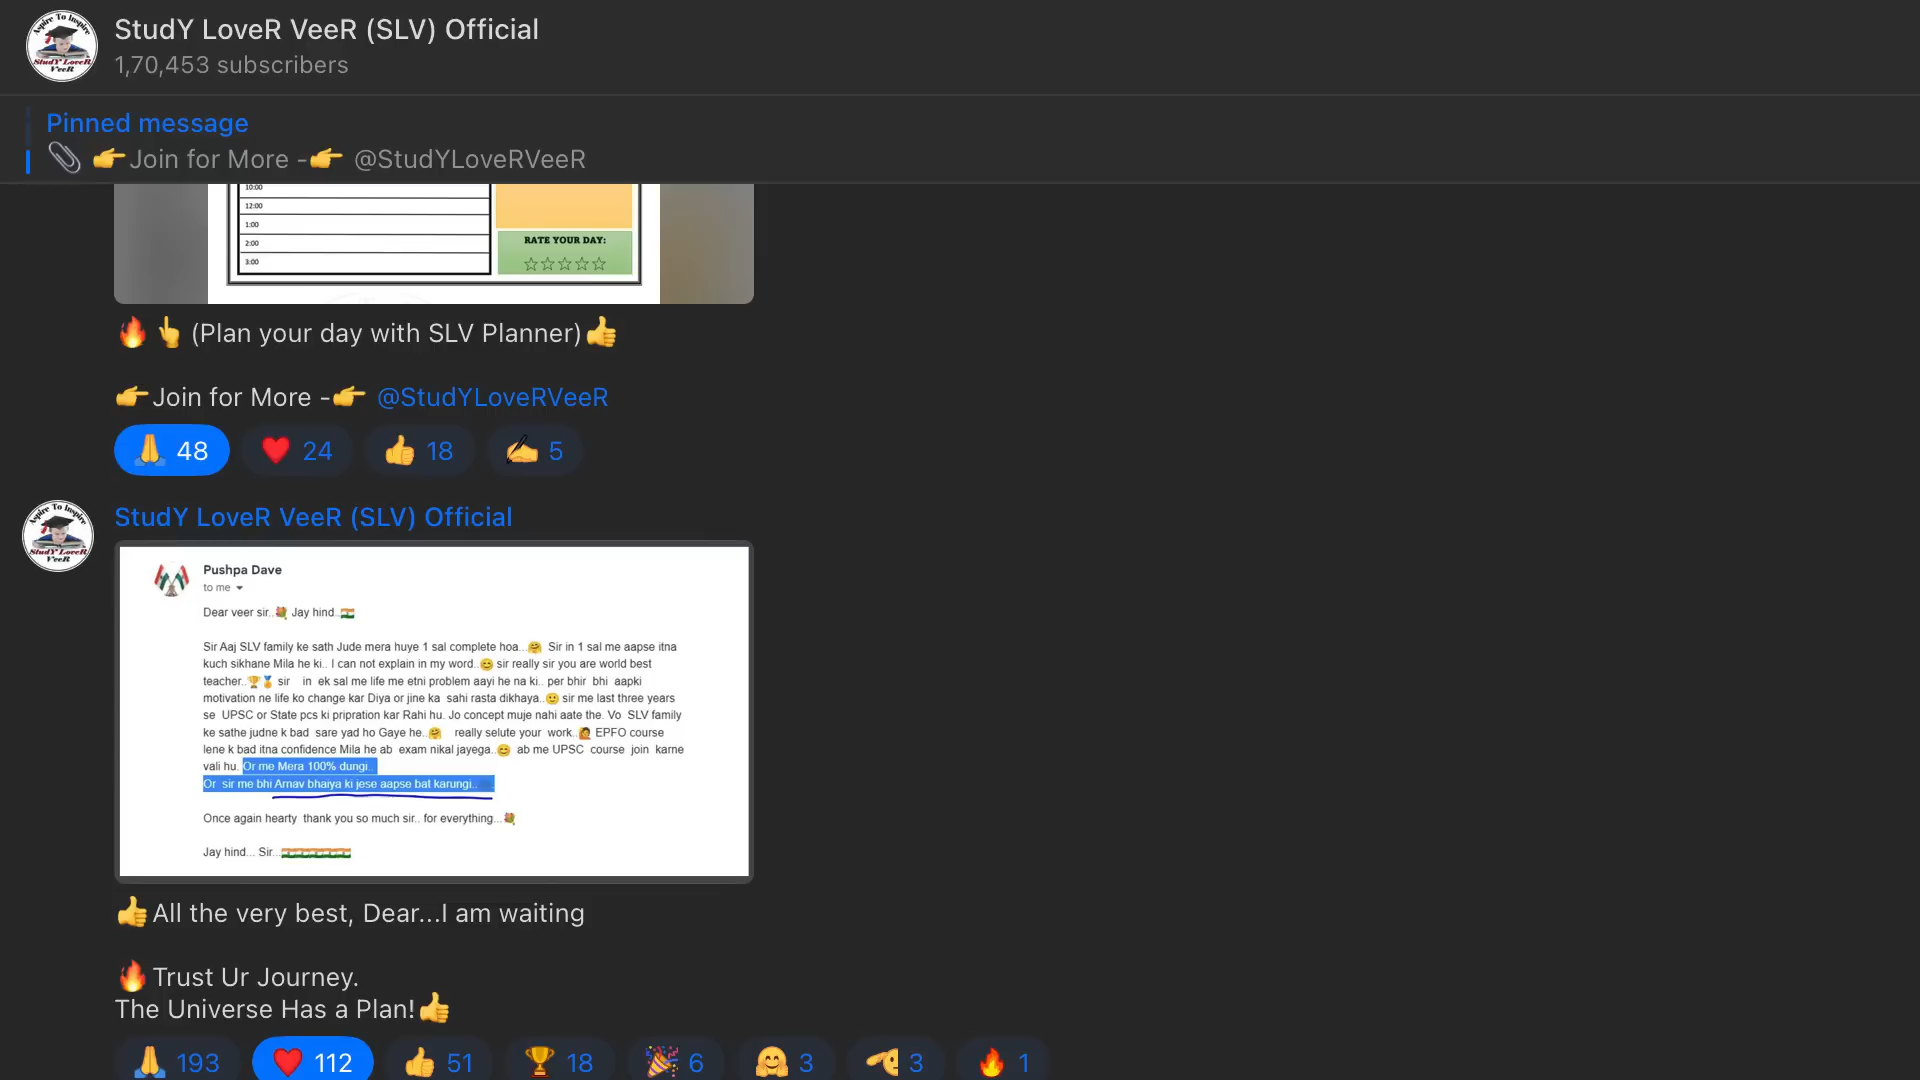 StudY LoveR VeeR (SLV) Official
1,70,453 subscribers
Pinned message
📎 👉Join for More -👉 @StudYLoveRVeeR
10:00
12:00
1:00
2:00
3:00
RATE YOUR DAY:
☆☆☆☆☆
🔥👆(Plan your day with SLV Planner)👍
👉Join for More -👉 @StudYLoveRVeeR
🙏 48 ❤️ 24 👍 18 ✍️ 5
Aspire To Inspire
StudY LoveR
VeeR
StudY LoveR VeeR (SLV) Official
Pushpa Dave
to me
Dear veer sir..💐 Jay hind..🇮🇳
Sir Aaj SLV family ke sath Jude mera huye 1 sal complete hoa...🤗 Sir in 1 sal me aapse itna
kuch sikhane Mila he ki.. I can not explain in my word..😊 sir really sir you are world best
teacher..🏆🏅 sir in ek sal me life me etni problem aayi he na ki.. per bhir bhi aapki
motivation ne life ko change kar Diya or jine ka sahi rasta dikhaya..🙂 sir me last three years
se UPSC or State pcs ki pripration kar Rahi hu. Jo concept muje nahi aate the. Vo SLV family
ke sathe judne k bad sare yad ho Gaye he..🤗 really selute your work..🙋 EPFO course
lene k bad itna confidence Mila he ab exam nikal jayega..😊 ab me UPSC course join karne
vali hu. Or me Mera 100% dungi..
Or sir me bhi Arnav bhaiya ki jese aapse bat karungi..
Once again hearty thank you so much sir.. for everything...💐
Jay hind... Sir...🇮🇳🇮🇳🇮🇳🇮🇳🇮🇳
👍All the very best, Dear...I am waiting
🔥Trust Ur Journey.
The Universe Has a Plan!👍
🙏 193 ❤️ 112 👍 51 🏆 18 🎉 6 🤗 3 3 🔥 1